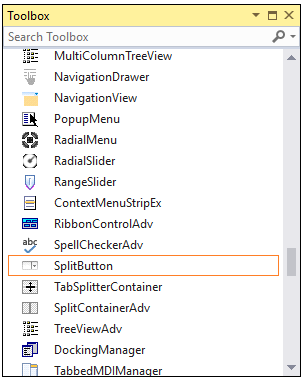 Toolbox
Search Toolbox
MultiColumnTreeView
NavigationDrawer
NavigationView
PopupMenu
RadialMenu
RadialSlider
RangeSlider
ContextMenuStripEx
RibbonControlAdv
abc SpellCheckerAdv
SplitButton
TabSplitterContainer
SplitContainerAdv
TreeViewAdv
DockingManager
TabbedMDIManager